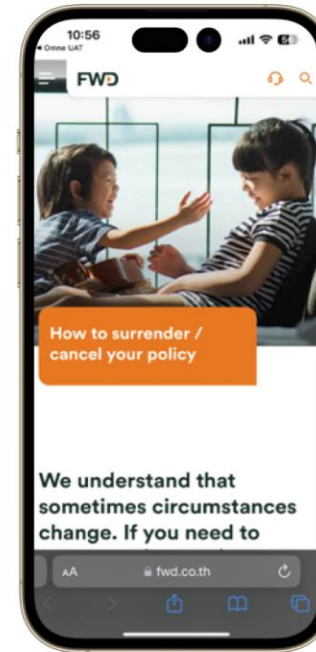 10:56
Omne UAT
FWD
How to surrender /
cancel your policy
We understand that
sometimes circumstances
change. If you need to
AA
fwd.co.th